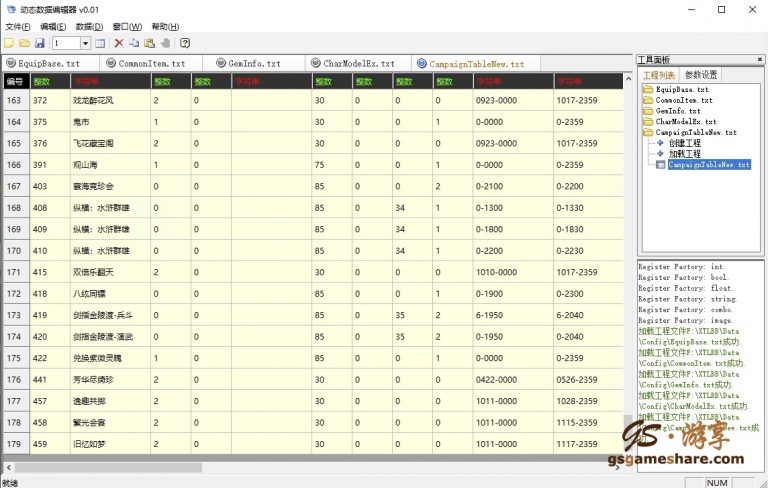 动态数据编辑器 v0.01
文件(F) 编辑(E) 数据(D) 窗口(W) 帮助(H)
1
EquipBase.txt CommonItem.txt GemInfo.txt CharModelEx.txt CampaignTableNew.txt
编号 整数 字符串 整数 整数 字符串 整数 整数 整数 整数 字符串 字符串
163 372 戏龙醉花风 2 0 30 0 0 0 0923-0000 1017-2359
164 375 鬼市 1 0 30 0 0 1 0-0000 0-2359
165 376 飞花藏宝阁 2 0 30 0 0 0 0923-0000 1017-2359
166 391 观山海 1 0 75 0 0 1 0-0000 0-2359
167 403 寰海竞珍会 0 0 85 0 0 2 0-2100 0-2200
168 408 纵横：水浒群雄 0 0 85 0 34 1 0-1300 0-1330
169 409 纵横：水浒群雄 0 0 85 0 34 1 0-1800 0-1830
170 410 纵横：水浒群雄 0 0 85 0 34 1 0-2200 0-2230
171 415 双倍乐翻天 2 0 30 0 0 0 1010-0000 1017-2359
172 418 八纮同镖 0 0 85 0 0 1 0-1900 0-2300
173 419 剑指金陵渡-兵斗 0 0 85 0 35 2 6-1950 6-2040
174 420 剑指金陵渡-演武 0 0 85 0 35 2 0-1950 0-2040
175 422 兑换紫微灵魄 1 0 85 0 0 1 0-0000 0-2359
176 441 芳华尽绮珍 2 0 30 0 0 0 0422-0000 0526-2359
177 457 逸趣共掷 2 0 30 0 0 0 1011-0000 1028-2359
178 458 繁光会宴 2 0 30 0 0 0 1011-0000 1115-2359
179 459 旧忆如梦 2 0 30 0 0 0 1011-0000 1117-2359
工具面板
工程列表 参数设置
EquipBase.txt
CommonItem.txt
GemInfo.txt
CharModelEx.txt
CampaignTableNew.txt
创建工程
加载工程
CampaignTableNew.txt
Register Factory: int.
Register Factory: bool.
Register Factory: float.
Register Factory: string.
Register Factory: combo.
Register Factory: image.
加载工程文件F:\XTLBB\Data
\Config\EquipBase.txt成功.
加载工程文件F:\XTLBB\Data
\Config\CommonItem.txt成功.
加载工程文件F:\XTLBB\Data
\Config\GemInfo.txt成功.
加载工程文件F:\XTLBB\Data
\Config\CharModelEx.txt成功.
加载工程文件F:\XTLBB\Data
GS·游享
gsgameshare.com
就绪
NUM